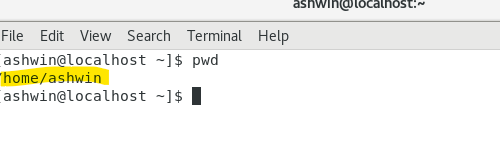 ashwin@localhost:~
File Edit View Search Terminal Help
[ashwin@localhost ~]$ pwd
/home/ashwin
[ashwin@localhost ~]$